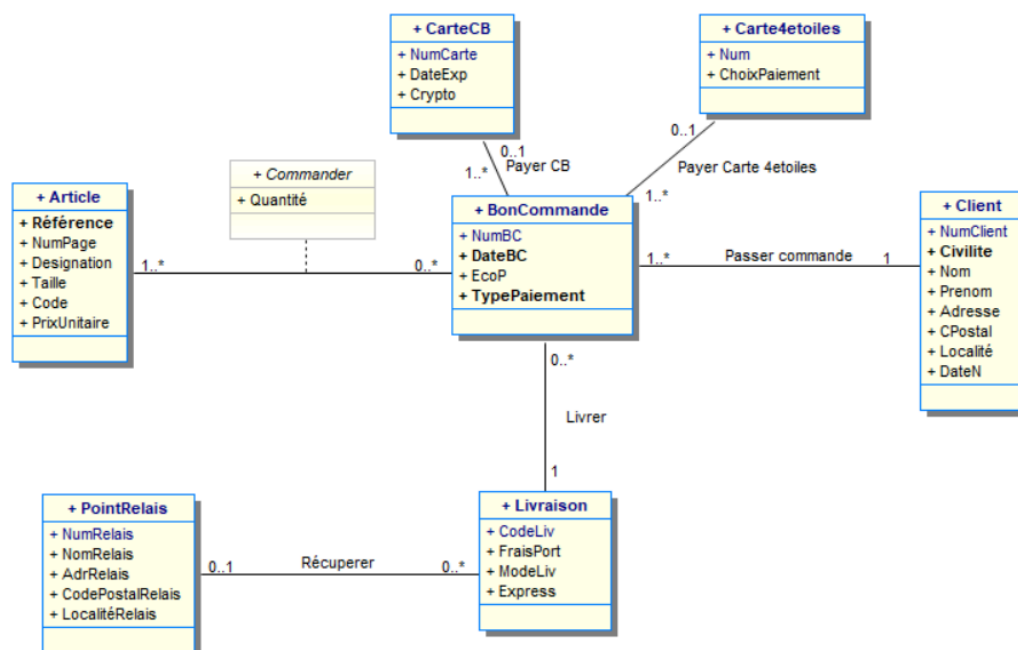 + CarteCB
+ NumCarte
+ DateExp
+ Crypto
+ Carte4etoiles
+ Num
+ ChoixPaiement
0..1
Payer CB
1..*
0..1
Payer Carte 4etoiles
1..*
+ Commander
+ Quantité
+ Article
+ Référence
+ NumPage
+ Designation
+ Taille
+ Code
+ PrixUnitaire
1..*
0..*
+ BonCommande
+ NumBC
+ DateBC
+ EcoP
+ TypePaiement
1..*
Passer commande
1
+ Client
+ NumClient
+ Civilite
+ Nom
+ Prenom
+ Adresse
+ CPostal
+ Localité
+ DateN
0..*
Livrer
1
+ PointRelais
+ NumRelais
+ NomRelais
+ AdrRelais
+ CodePostalRelais
+ LocalitéRelais
0..1
Récuperer
0..*
+ Livraison
+ CodeLiv
+ FraisPort
+ ModeLiv
+ Express